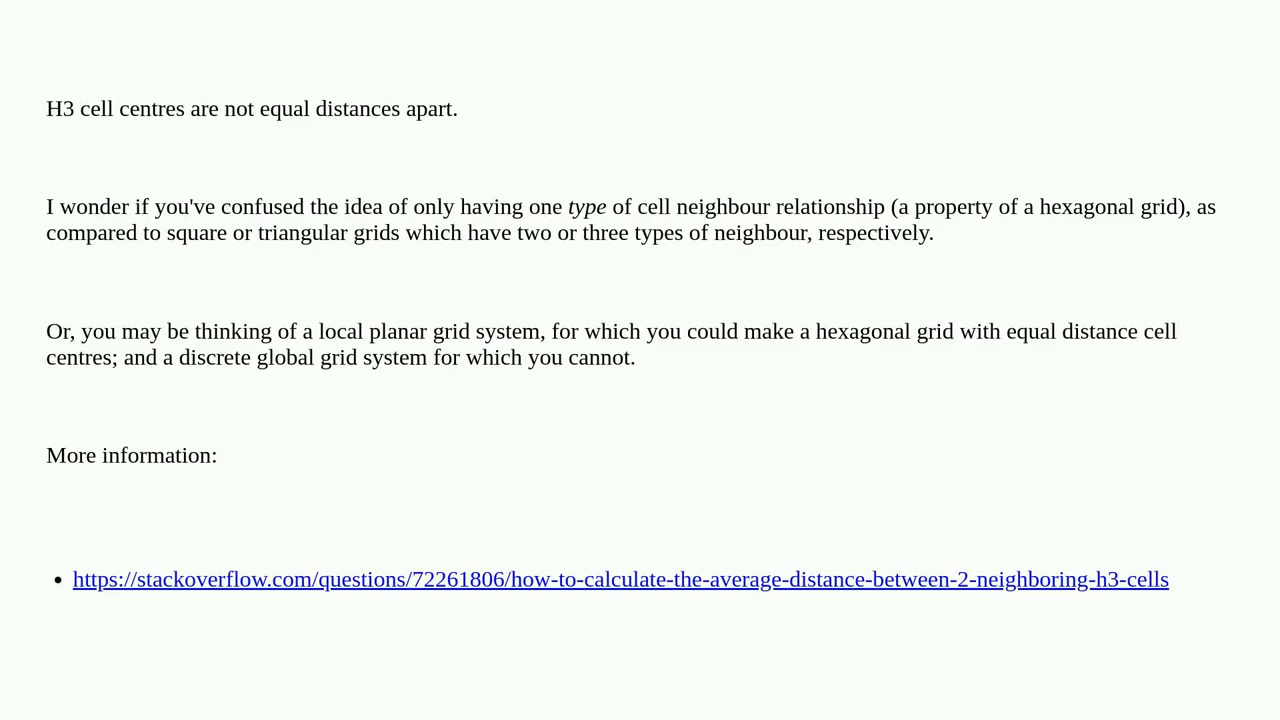 H3 cell centres are not equal distances apart.
I wonder if you've confused the idea of only having one type of cell neighbour relationship (a property of a hexagonal grid), as
compared to square or triangular grids which have two or three types of neighbour, respectively.
Or, you may be thinking of a local planar grid system, for which you could make a hexagonal grid with equal distance cell
centres; and a discrete global grid system for which you cannot.
More information:
• https://stackoverflow.com/questions/72261806/how-to-calculate-the-average-distance-between-2-neighboring-h3-cells